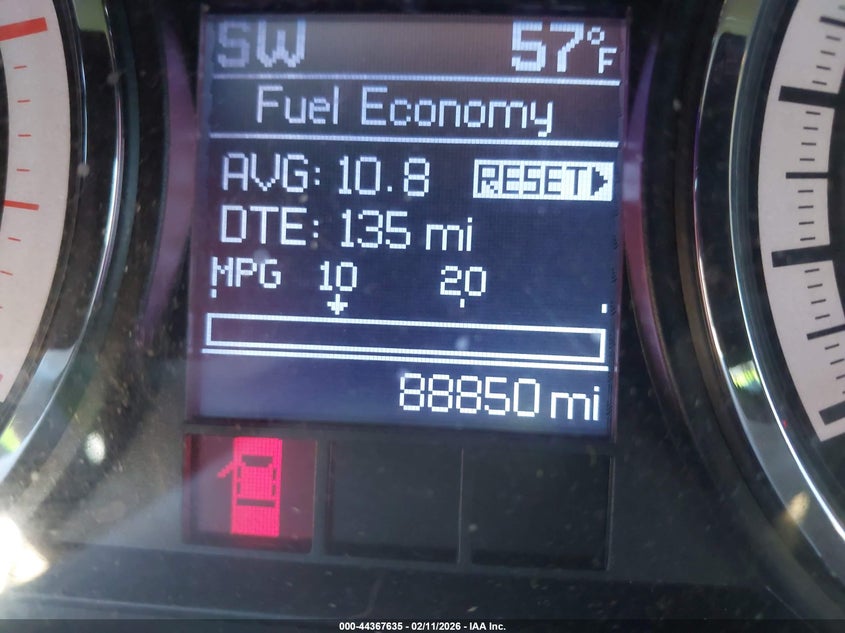 SW 57°F
Fuel Economy
AVG: 10.8 RESET
DTE: 135 mi
MPG 10 20
88850 mi
000-44367635 - 02/11/2026 - IAA Inc.